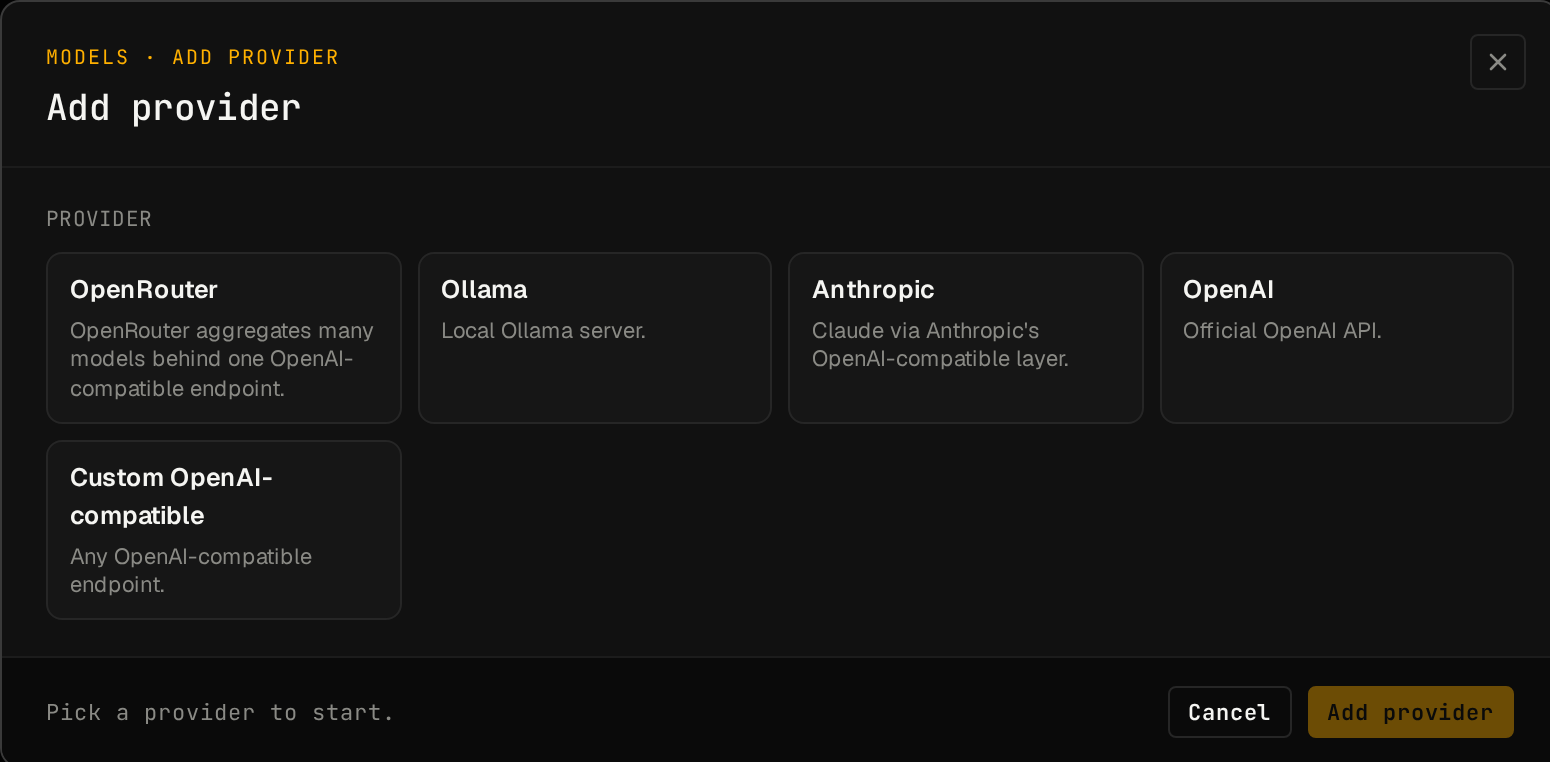 MODELS · ADD PROVIDER
Add provider
PROVIDER
OpenRouter
OpenRouter aggregates many
models behind one OpenAI-
compatible endpoint.
Ollama
Local Ollama server.
Anthropic
Claude via Anthropic's
OpenAI-compatible layer.
OpenAI
Official OpenAI API.
Custom OpenAI-
compatible
Any OpenAI-compatible
endpoint.
Pick a provider to start.
Cancel
Add provider